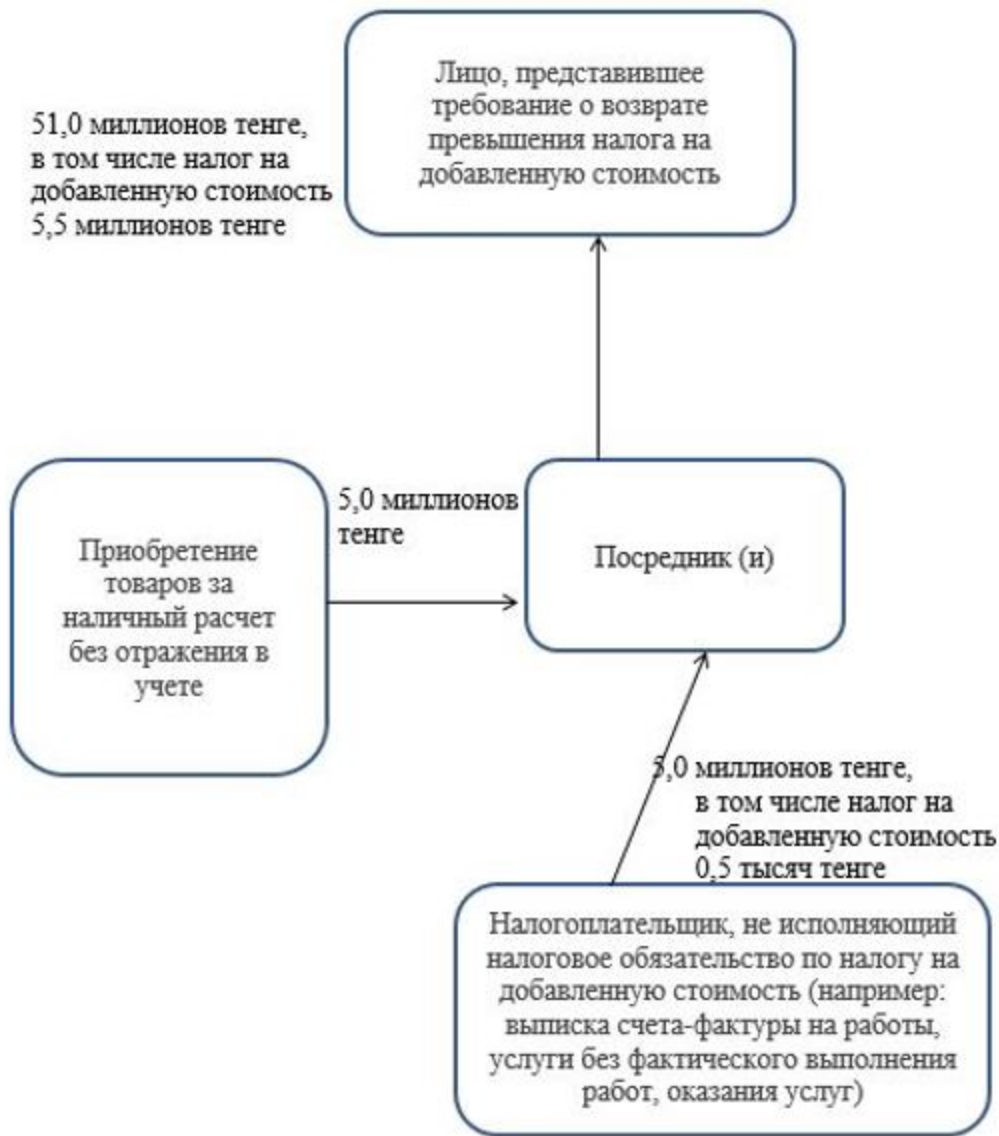 Лицо, представившее
требование о возврате
превышения налога на
добавленную стоимость
51,0 миллионов тенге,
в том числе налог на
добавленную стоимость
5,5 миллионов тенге
Приобретение
товаров за
наличный расчет
без отражения в
учете
5,0 миллионов
тенге
Посредник (и)
5,0 миллионов тенге,
в том числе налог на
добавленную стоимость
0,5 тысяч тенге
Налогоплательщик, не исполняющий
налоговое обязательство по налогу на
добавленную стоимость (например:
выписка счета-фактуры на работы,
услуги без фактического выполнения
работ, оказания услуг)